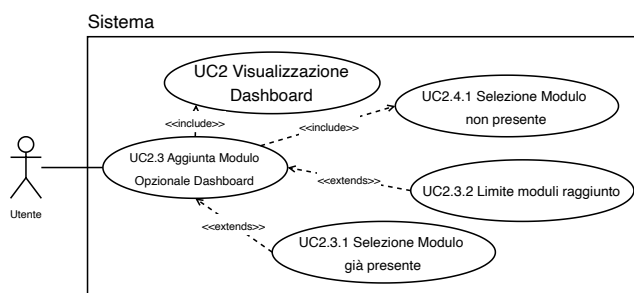 Sistema
UC2 Visualizzazione
Dashboard
UC2.4.1 Selezione Modulo
non presente
<<include>>
<<include>>
UC2.3 Aggiunta Modulo
Opzionale Dashboard
<<extends>>
UC2.3.2 Limite moduli raggiunto
Utente
<<extends>>
UC2.3.1 Selezione Modulo
già presente